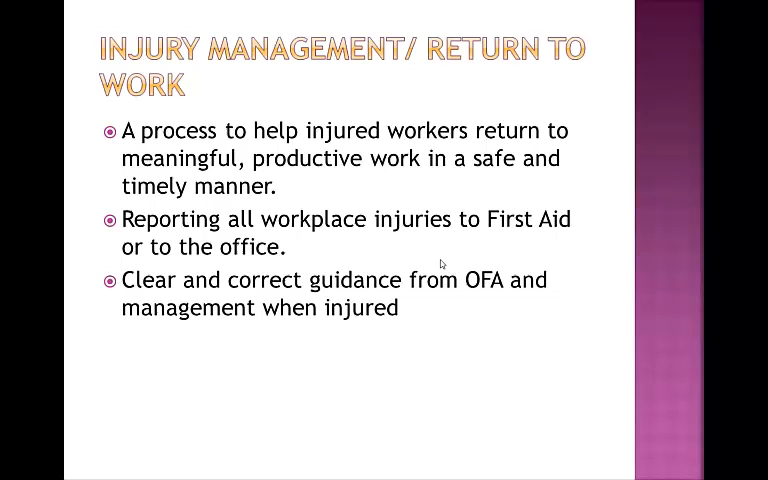 INJURY MANAGEMENT/ RETURN TO
WORK
A process to help injured workers return to
meaningful, productive work in a safe and
timely manner.
Reporting all workplace injuries to First Aid
or to the office.
Clear and correct guidance from OFA and
management when injured